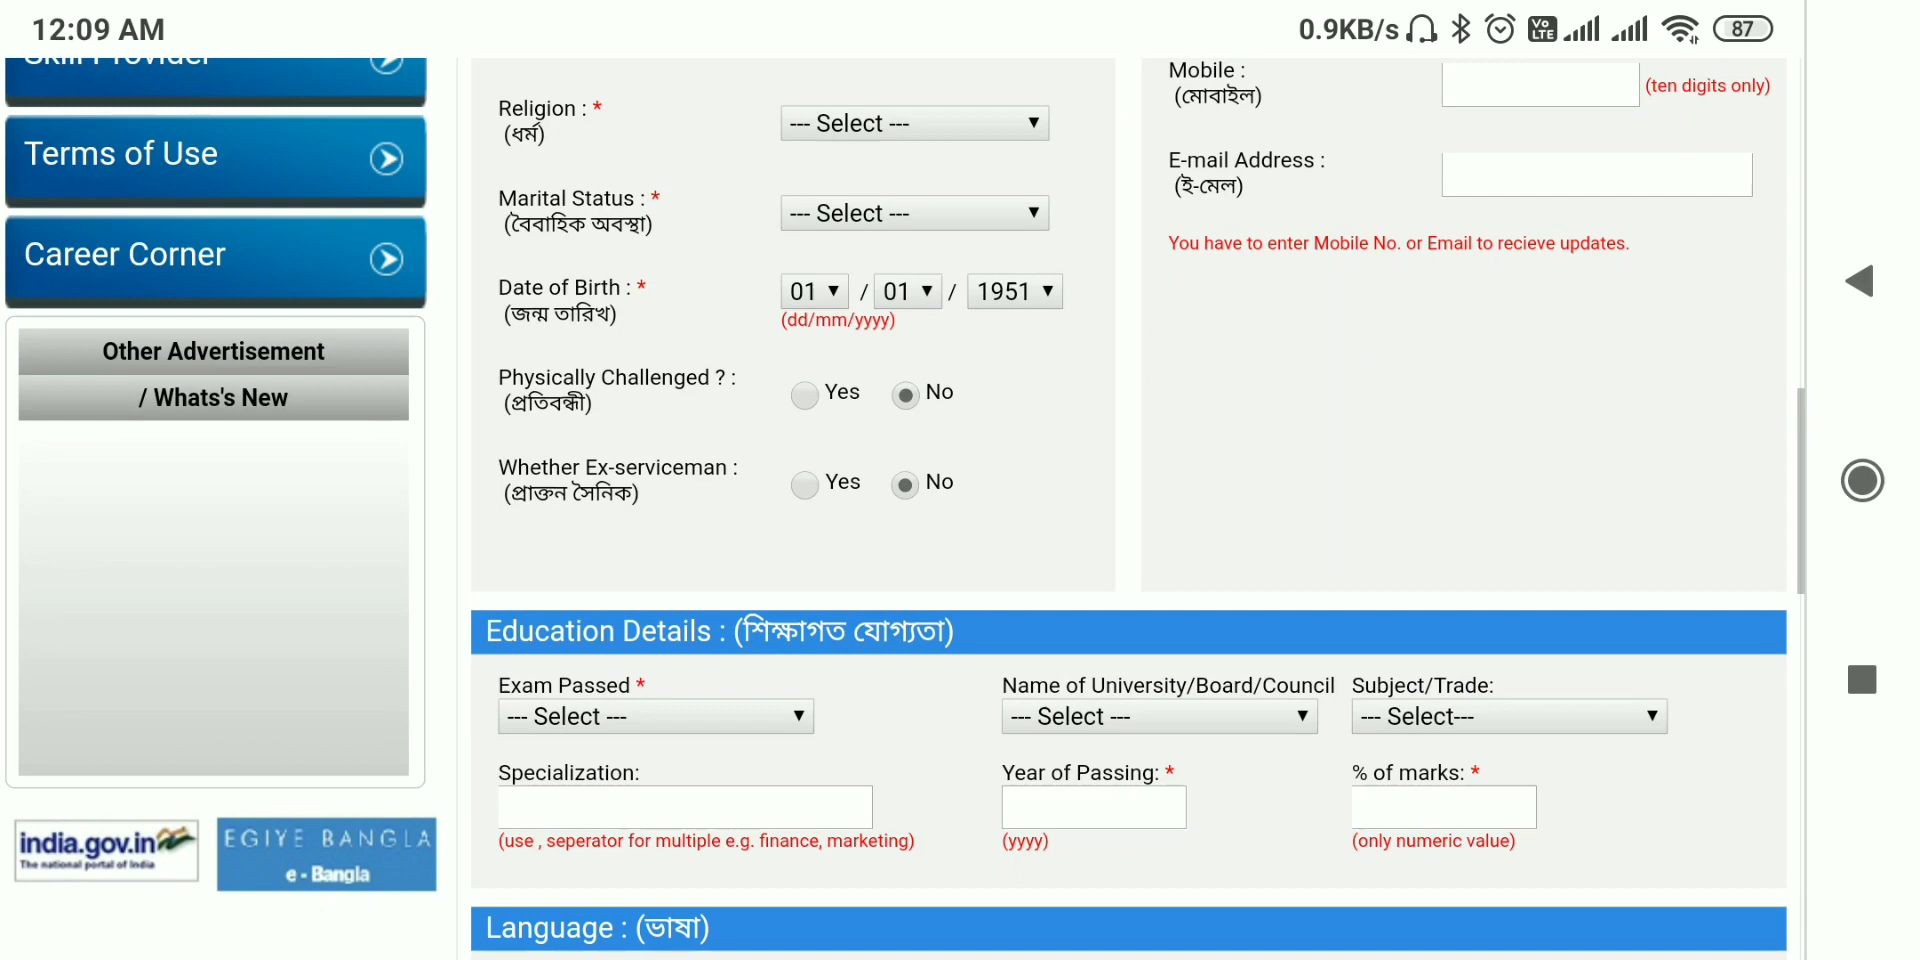 12:09 AM
0.9KB/s
Vo
LTE
87
Skill Provider
Terms of Use
Career Corner
Other Advertisement
/ Whats's New
india.gov.in
The national portal of India
EGIYE BANGLA
e - Bangla
Religion : *
(ধর্ম)
--- Select ---
Marital Status : *
(বৈবাহিক অবস্থা)
--- Select ---
Date of Birth : *
(জন্ম তারিখ)
01 / 01 / 1951
(dd/mm/yyyy)
Physically Challenged ? :
(প্রতিবন্ধী)
Yes No
Whether Ex-serviceman :
(প্রাক্তন সৈনিক)
Yes No
Mobile :
(মোবাইল)
(ten digits only)
E-mail Address :
(ই-মেল)
You have to enter Mobile No. or Email to recieve updates.
Education Details : (শিক্ষাগত যোগ্যতা)
Exam Passed * Name of University/Board/Council Subject/Trade:
--- Select --- --- Select --- --- Select---
Specialization: Year of Passing: * % of marks: *
(use , seperator for multiple e.g. finance, marketing) (yyyy) (only numeric value)
Language : (ভাষা)